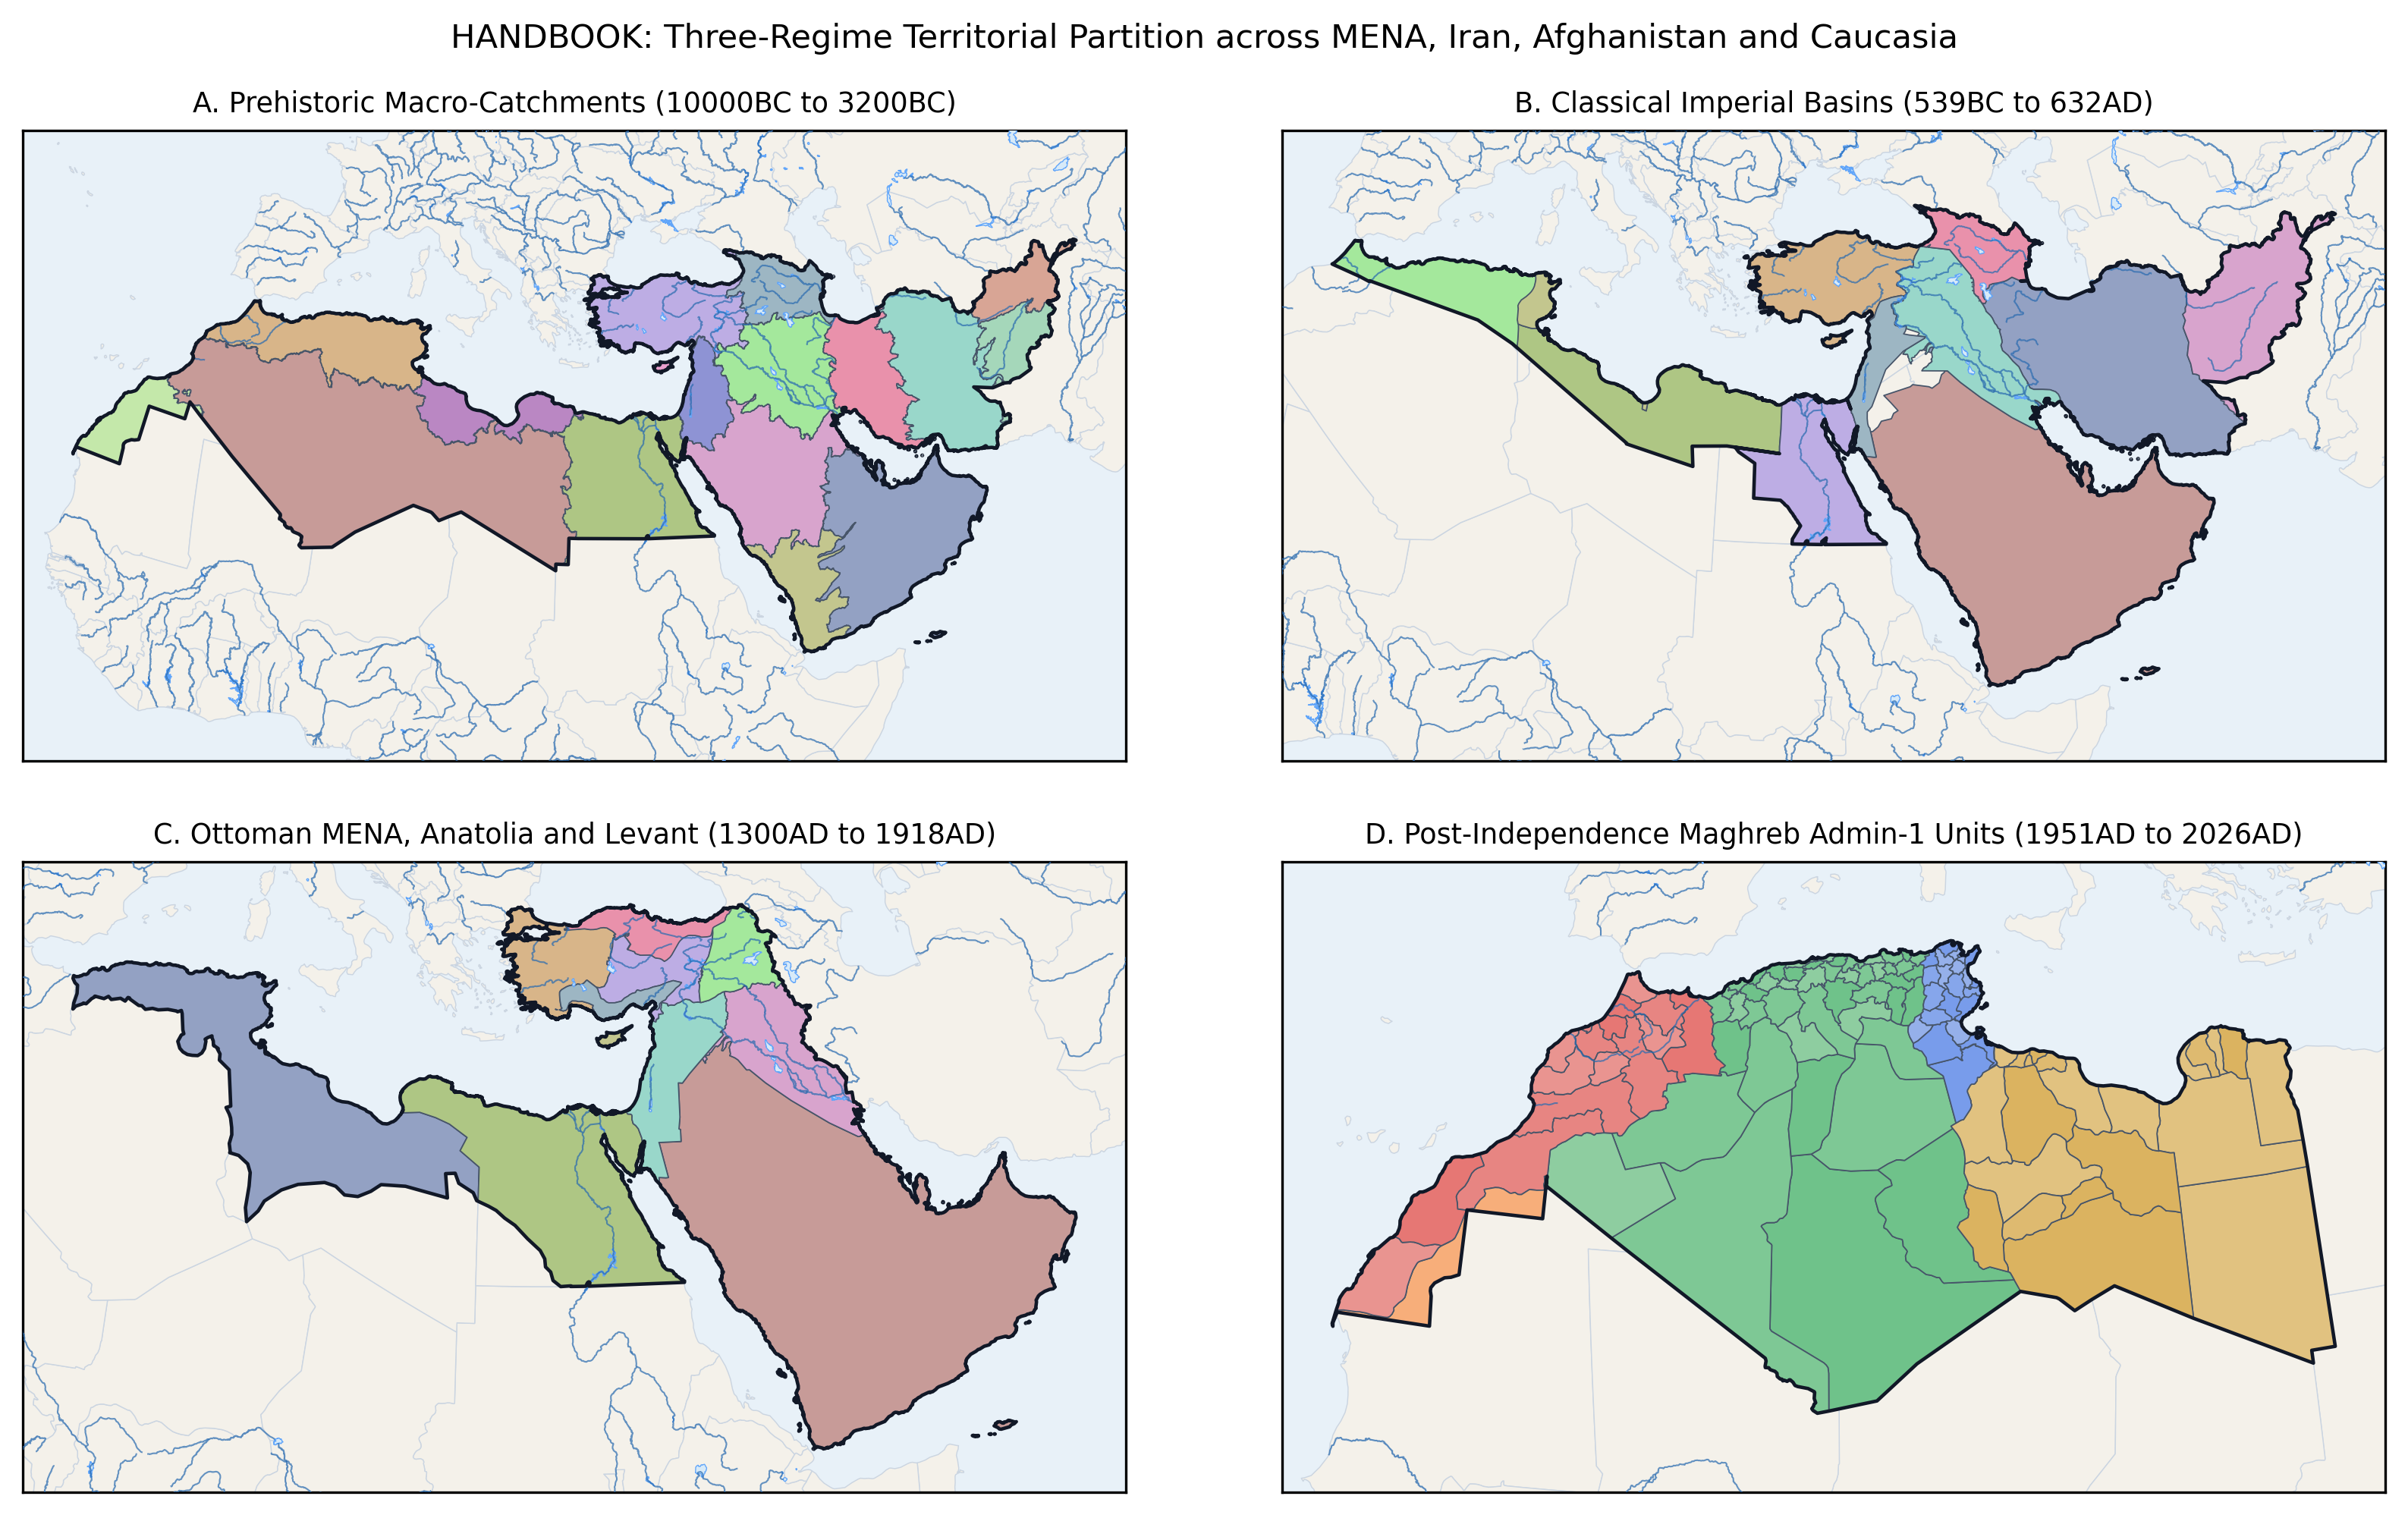 HANDBOOK: Three-Regime Territorial Partition across MENA, Iran, Afghanistan and Caucasia
A. Prehistoric Macro-Catchments (10000BC to 3200BC)
B. Classical Imperial Basins (539BC to 632AD)
C. Ottoman MENA, Anatolia and Levant (1300AD to 1918AD)
D. Post-Independence Maghreb Admin-1 Units (1951AD to 2026AD)